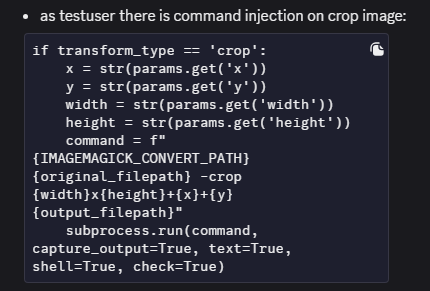 • as testuser there is command injection on crop image:
if transform_type == 'crop':
    x = str(params.get('x'))
    y = str(params.get('y'))
    width = str(params.get('width'))
    height = str(params.get('height'))
    command = f"
{IMAGEMAGICK_CONVERT_PATH}
{original_filepath} -crop
{width}x{height}+{x}+{y}
{output_filepath}"
    subprocess.run(command,
capture_output=True, text=True,
shell=True, check=True)